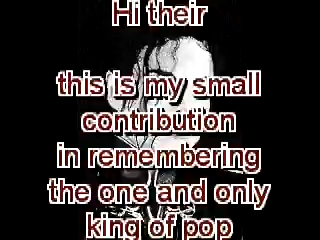 Hi their
this is my small
contribution
in remembering
the one and only
king of pop